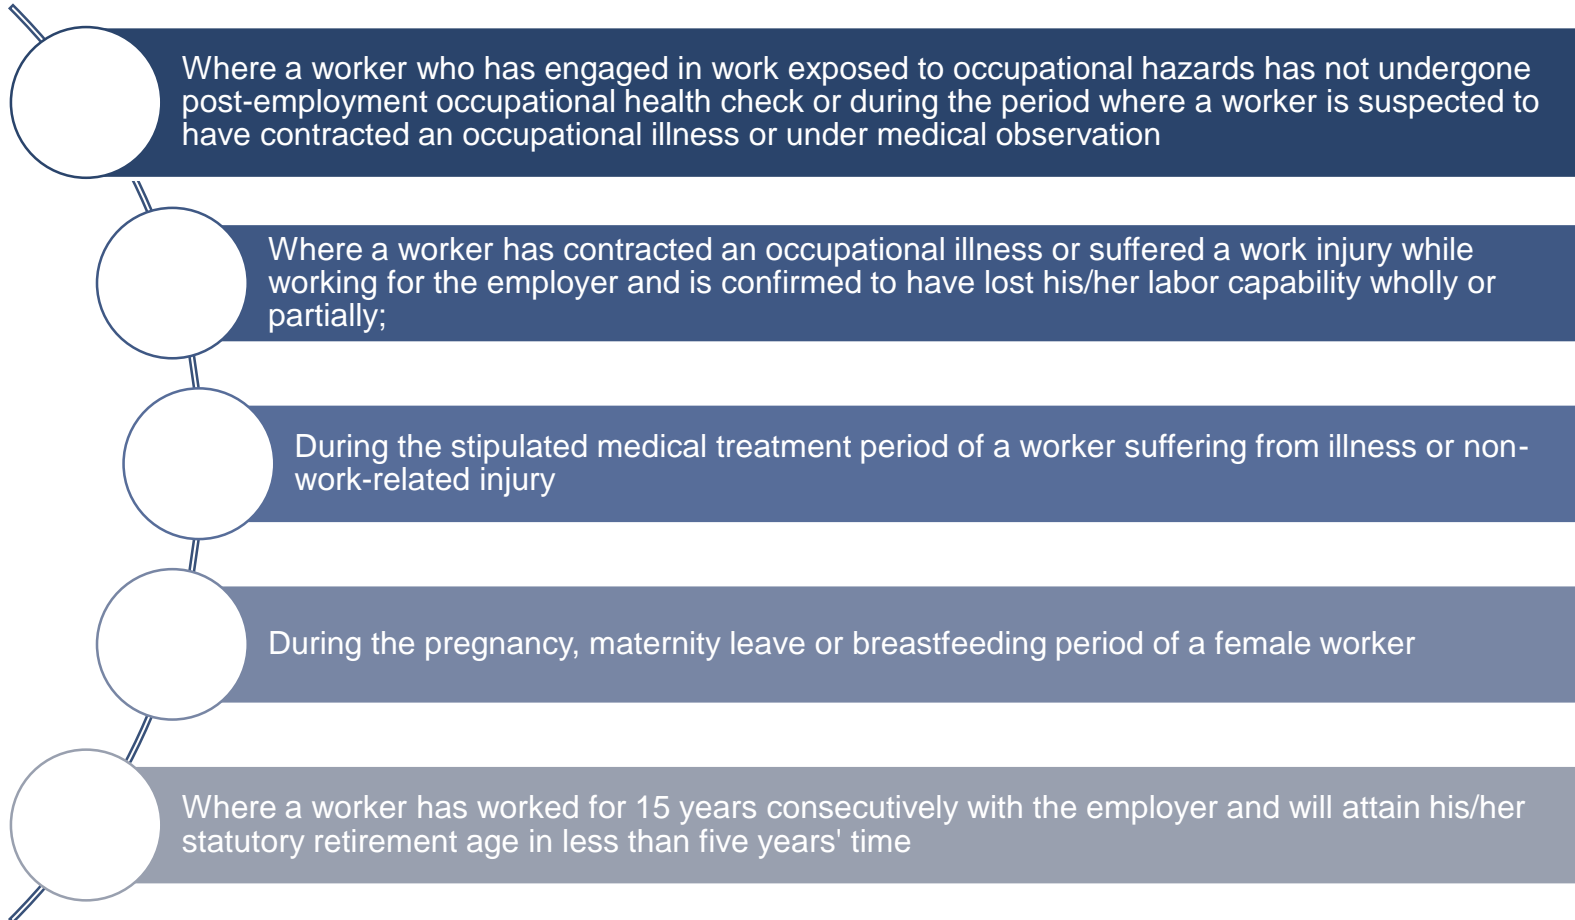 Where a worker who has engaged in work exposed to occupational hazards has not undergone
post-employment occupational health check or during the period where a worker is suspected to
have contracted an occupational illness or under medical observation
Where a worker has contracted an occupational illness or suffered a work injury while
working for the employer and is confirmed to have lost his/her labor capability wholly or
partially;
During the stipulated medical treatment period of a worker suffering from illness or non-
work-related injury
During the pregnancy, maternity leave or breastfeeding period of a female worker
Where a worker has worked for 15 years consecutively with the employer and will attain his/her
statutory retirement age in less than five years' time